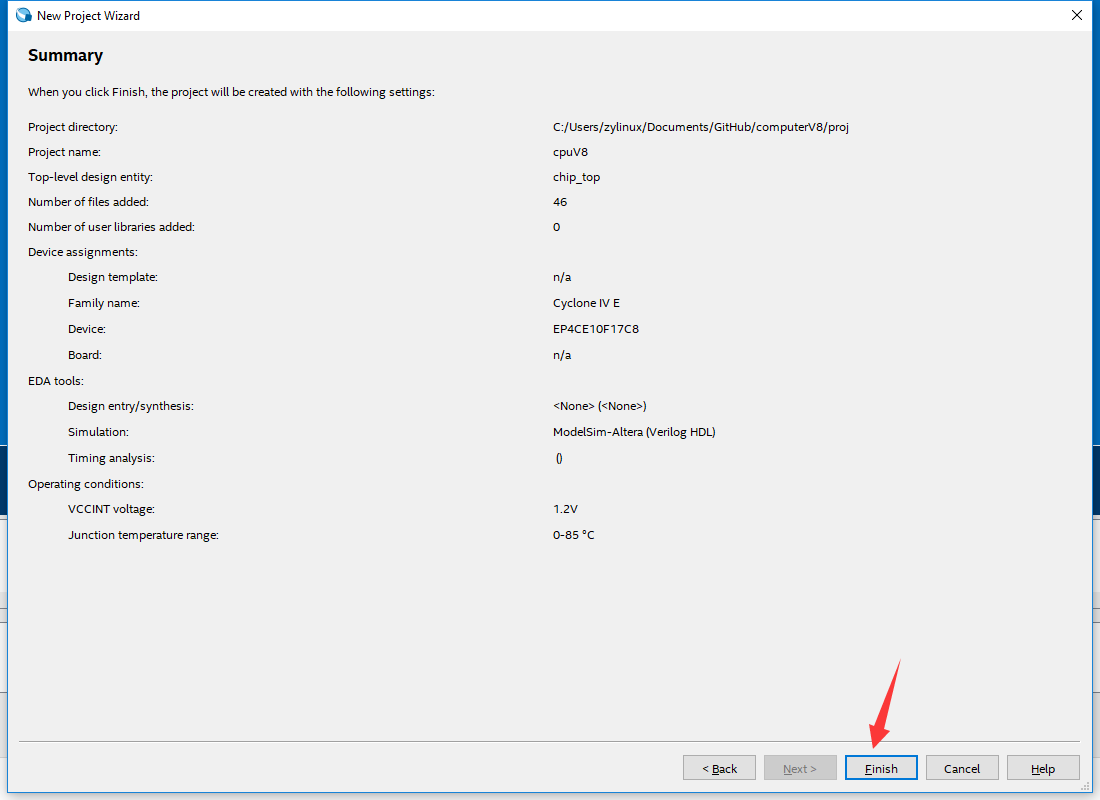 New Project Wizard
Summary
When you click Finish, the project will be created with the following settings:
Project directory: C:/Users/zylinux/Documents/GitHub/computerV8/proj
Project name: cpuV8
Top-level design entity: chip_top
Number of files added: 46
Number of user libraries added: 0
Device assignments:
Design template: n/a
Family name: Cyclone IV E
Device: EP4CE10F17C8
Board: n/a
EDA tools:
Design entry/synthesis: <None> (<None>)
Simulation: ModelSim-Altera (Verilog HDL)
Timing analysis: ()
Operating conditions:
VCCINT voltage: 1.2V
Junction temperature range: 0-85 °C
< Back Next > Finish Cancel Help